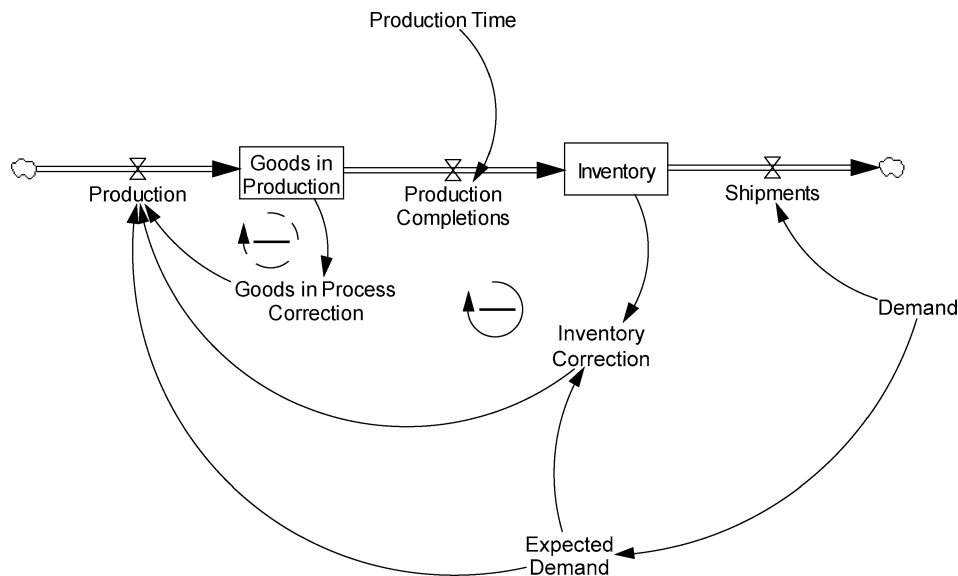 Production Time
Goods in
Production
Inventory
Production
Production
Completions
Shipments
Goods in Process
Correction
Demand
Inventory
Correction
Expected
Demand